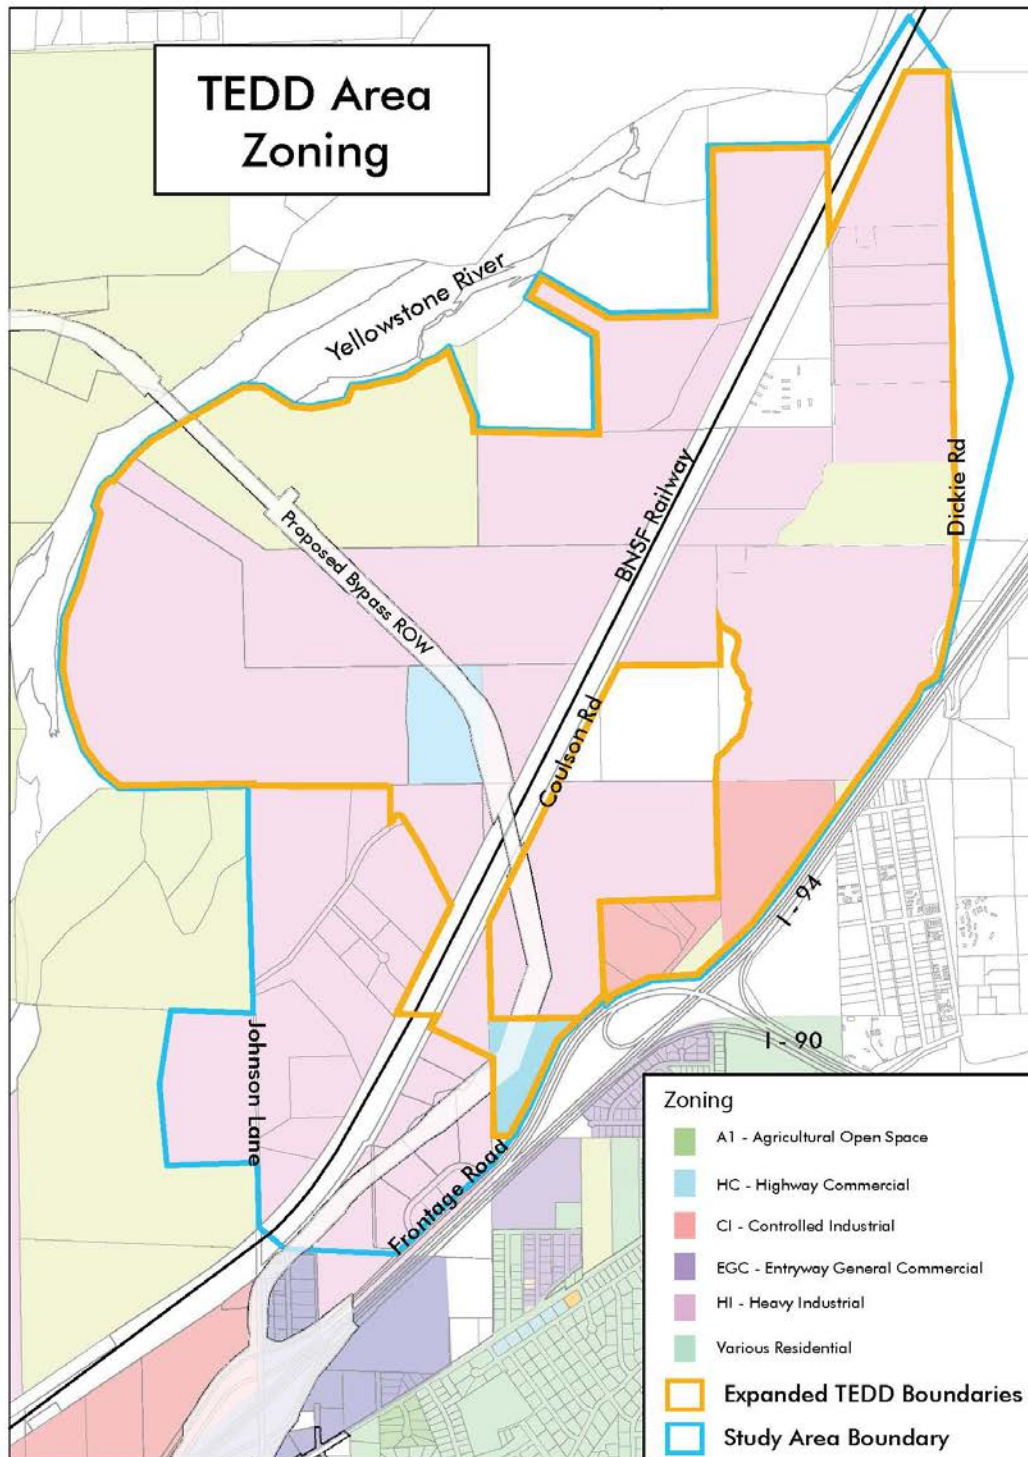 TEDD Area
Zoning
Yellowstone River
Proposed Bypass ROW
BNSF Railway
Dickie Rd
Coulson Rd
I - 94
I - 90
Johnson Lane
Frontage Road
Zoning
A1 - Agricultural Open Space
HC - Highway Commercial
CI - Controlled Industrial
EGC - Entryway General Commercial
HI - Heavy Industrial
Various Residential
Expanded TEDD Boundaries
Study Area Boundary